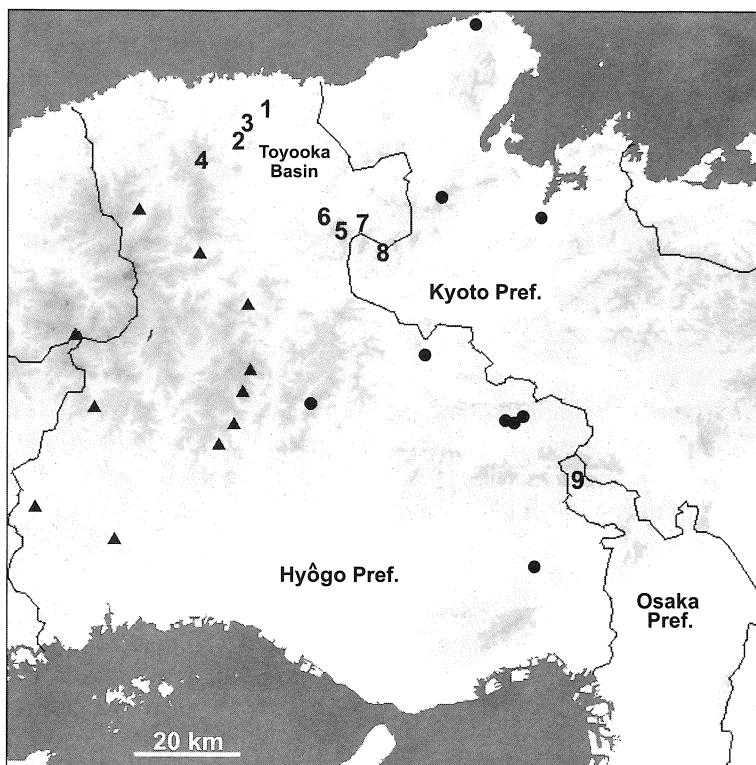 1
3
2
4
Toyooka
Basin
6
7
5
8
Kyoto Pref.
9
Hyôgo Pref.
Osaka
Pref.
20 km